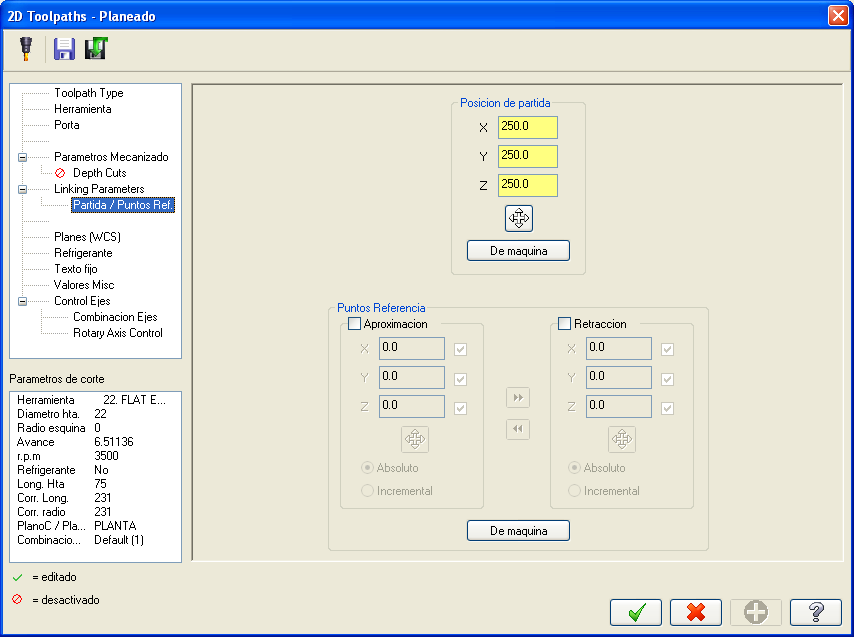 2D Toolpaths - Planeado
Toolpath Type
Herramienta
Porta
Parametros Mecanizado
Depth Cuts
Linking Parameters
Partida / Puntos Ref.
Planes (WCS)
Refrigerante
Texto fijo
Valores Misc
Control Ejes
Combinacion Ejes
Rotary Axis Control
Parametros de corte
Herramienta 22. FLAT E...
Diametro hta. 22
Radio esquina 0
Avance 6.51136
r.p.m 3500
Refrigerante No
Long. Hta 75
Corr. Long. 231
Corr. radio 231
PlanoC / Pla... PLANTA
Combinacio... Default (1)
= editado
= desactivado
Posicion de partida
X 250.0
Y 250.0
Z 250.0
De maquina
Puntos Referencia
Aproximacion
X 0.0
Y 0.0
Z 0.0
Absoluto
Incremental
Retraccion
X 0.0
Y 0.0
Z 0.0
Absoluto
Incremental
De maquina